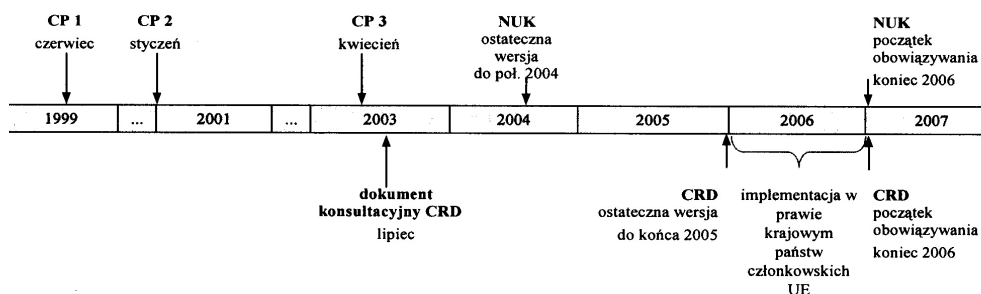 CP 1
czerwiec
CP 2
styczeń
CP 3
kwiecień
NUK
ostateczna
wersja
do poł. 2004
NUK
początek
obowiązywania
koniec 2006
1999
...
2001
...
2003
2004
2005
2006
2007
dokument
konsultacyjny CRD
lipiec
CRD
ostateczna wersja
do końca 2005
implementacja w
prawie
krajowym
państw
członkowskich
UE
CRD
początek
obowiązywania
koniec 2006